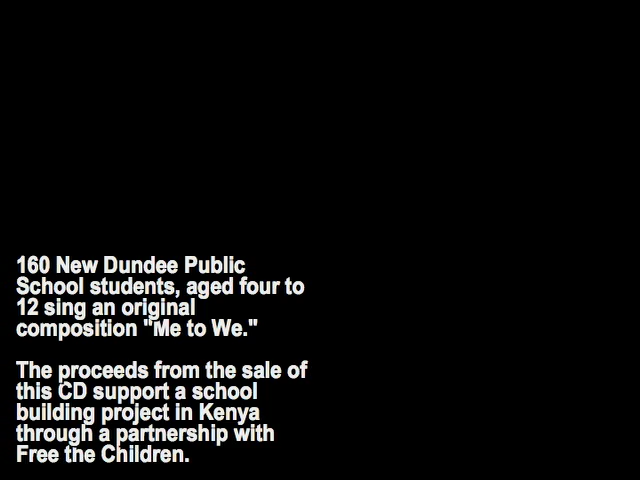 160 New Dundee Public
School students, aged four to
12 sing an original
composition "Me to We."
The proceeds from the sale of
this CD support a school
building project in Kenya
through a partnership with
Free the Children.